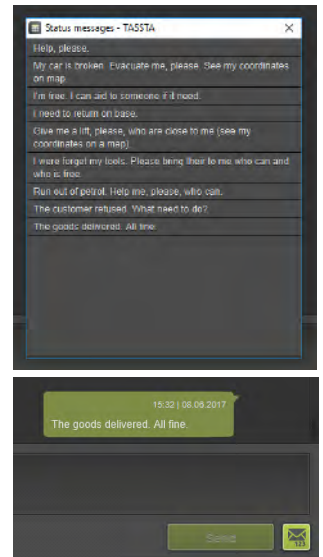 Status messages - TASSTA
Help, please.
My car is broken. Evacuate me, please. See my coordinates
on map.
I'm free. I can aid to someone if it need.
I need to return on base.
Give me a lift, please, who are close to me (see my
coordinates on a map).
I were forget my tools. Please bring their to me who can and
who is free.
Run out of petrol. Help me, please, who can.
The customer refused. What need to do?
The goods delivered. All fine.
15:32 | 08.06.2017
The goods delivered. All fine.
Send
123